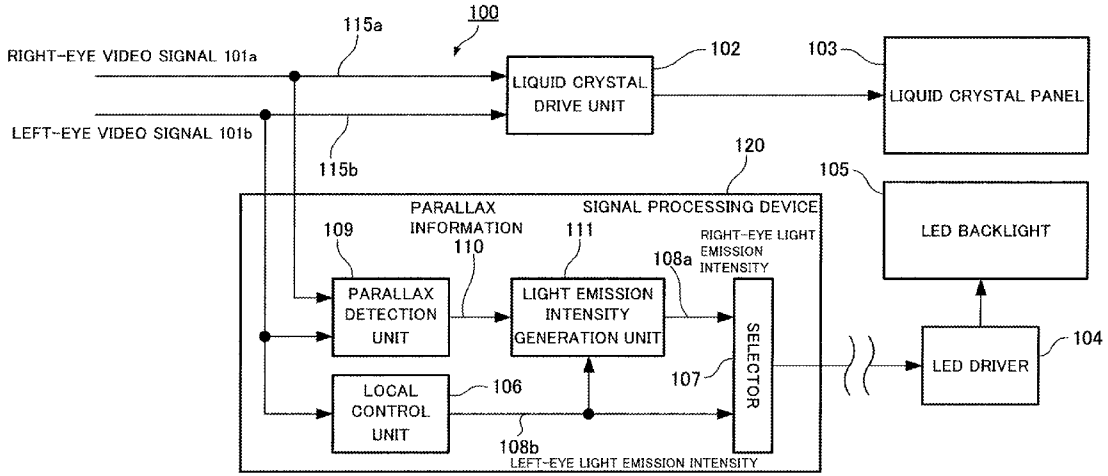 100
RIGHT-EYE VIDEO SIGNAL 101a
115a
102
103
LIQUID CRYSTAL
DRIVE UNIT
LIQUID CRYSTAL PANEL
LEFT-EYE VIDEO SIGNAL 101b
115b
120
105
PARALLAX
INFORMATION
SIGNAL PROCESSING DEVICE
LED BACKLIGHT
109
110
111
108a
RIGHT-EYE LIGHT
EMISSION
INTENSITY
PARALLAX
DETECTION
UNIT
LIGHT EMISSION
INTENSITY
GENERATION UNIT
SELECTOR
107
LED DRIVER
104
LOCAL
CONTROL
UNIT
106
108b
LEFT-EYE LIGHT EMISSION INTENSITY